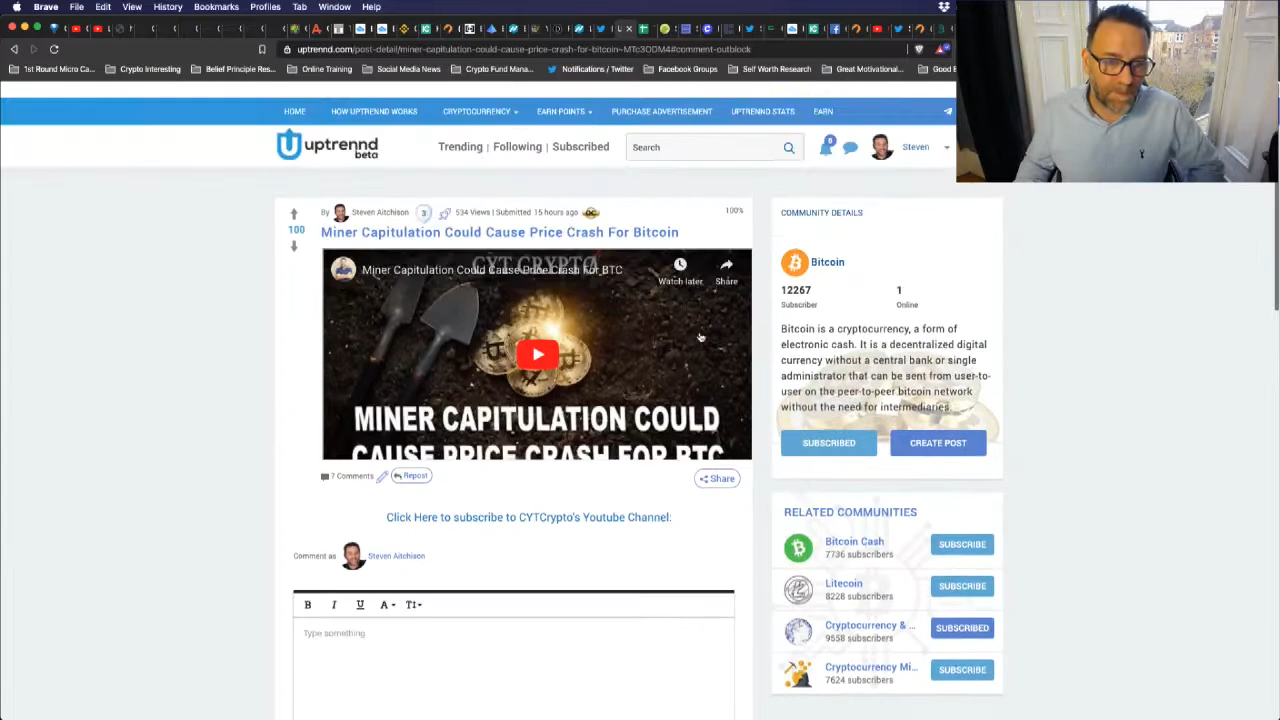 Brave File Edit View History Bookmarks Profiles Tab Window Help
uptrennd.com/post-detail/miner-capitulation-could-cause-price-crash-for-bitcoin-MTc3ODM4#comment-outblock
1st Round Micro Ca... Crypto Interesting Belief Principle Res... Online Training Social Media News Crypto Fund Mana... Notifications / Twitter Facebook Groups Self Worth Research Great Motivational...
HOME HOW UPTRENND WORKS CRYPTOCURRENCY EARN POINTS PURCHASE ADVERTISEMENT UPTRENND STATS EARN
uptrennd
beta
Trending | Following | Subscribed
Search
6
Steven
100
By Steven Aitchison 3 534 Views | Submitted 15 hours ago
100%
Miner Capitulation Could Cause Price Crash For Bitcoin
CYT CRYPTO
Miner Capitulation Could Cause Price Crash For BTC
Watch later Share
MINER CAPITULATION COULD
CAUSE PRICE CRASH FOR BTC
7 Comments Repost
Share
Click Here to subscribe to CYTCrypto's Youtube Channel:
Comment as Steven Aitchison
B I U A T
Type something
COMMUNITY DETAILS
Bitcoin
12267 1
Subscriber Online
Bitcoin is a cryptocurrency, a form of
electronic cash. It is a decentralized digital
currency without a central bank or single
administrator that can be sent from user-to-
user on the peer-to-peer bitcoin network
without the need for intermediaries.
SUBSCRIBED CREATE POST
RELATED COMMUNITIES
Bitcoin Cash
7736 subscribers
SUBSCRIBE
Litecoin
8228 subscribers
SUBSCRIBE
Cryptocurrency & ...
9558 subscribers
SUBSCRIBED
Cryptocurrency Mi...
7624 subscribers
SUBSCRIBE